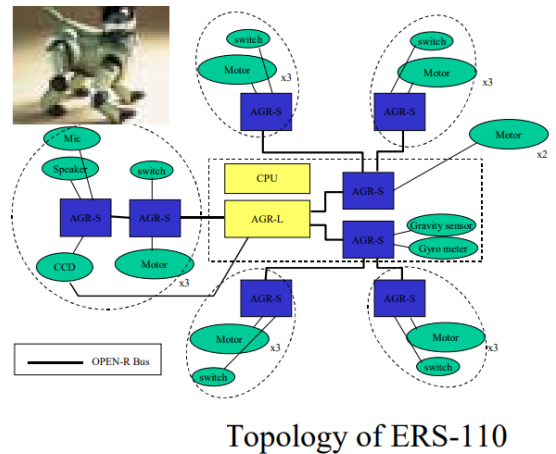 switch
Motor
x3
AGR-S
switch
Motor
x3
AGR-S
Mic
Speaker
switch
AGR-S
AGR-S
CCD
Motor
x3
CPU
AGR-L
AGR-S
Motor
x2
AGR-S
Gravity sensor
Gyro meter
AGR-S
Motor
x3
switch
AGR-S
Motor
x3
switch
OPEN-R Bus
Topology of ERS-110